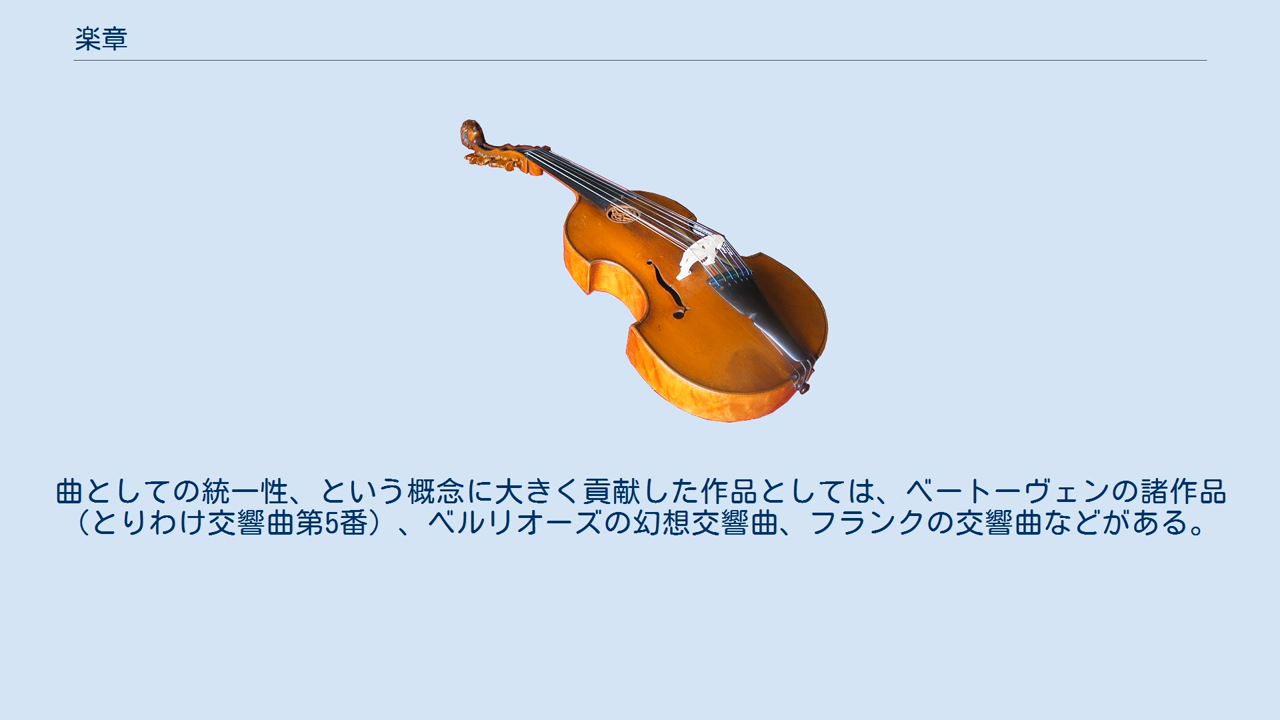 楽章
曲としての統一性、という概念に大きく貢献した作品としては、ベートーヴェンの諸作品
（とりわけ交響曲第5番）、ベルリオーズの幻想交響曲、フランクの交響曲などがある。